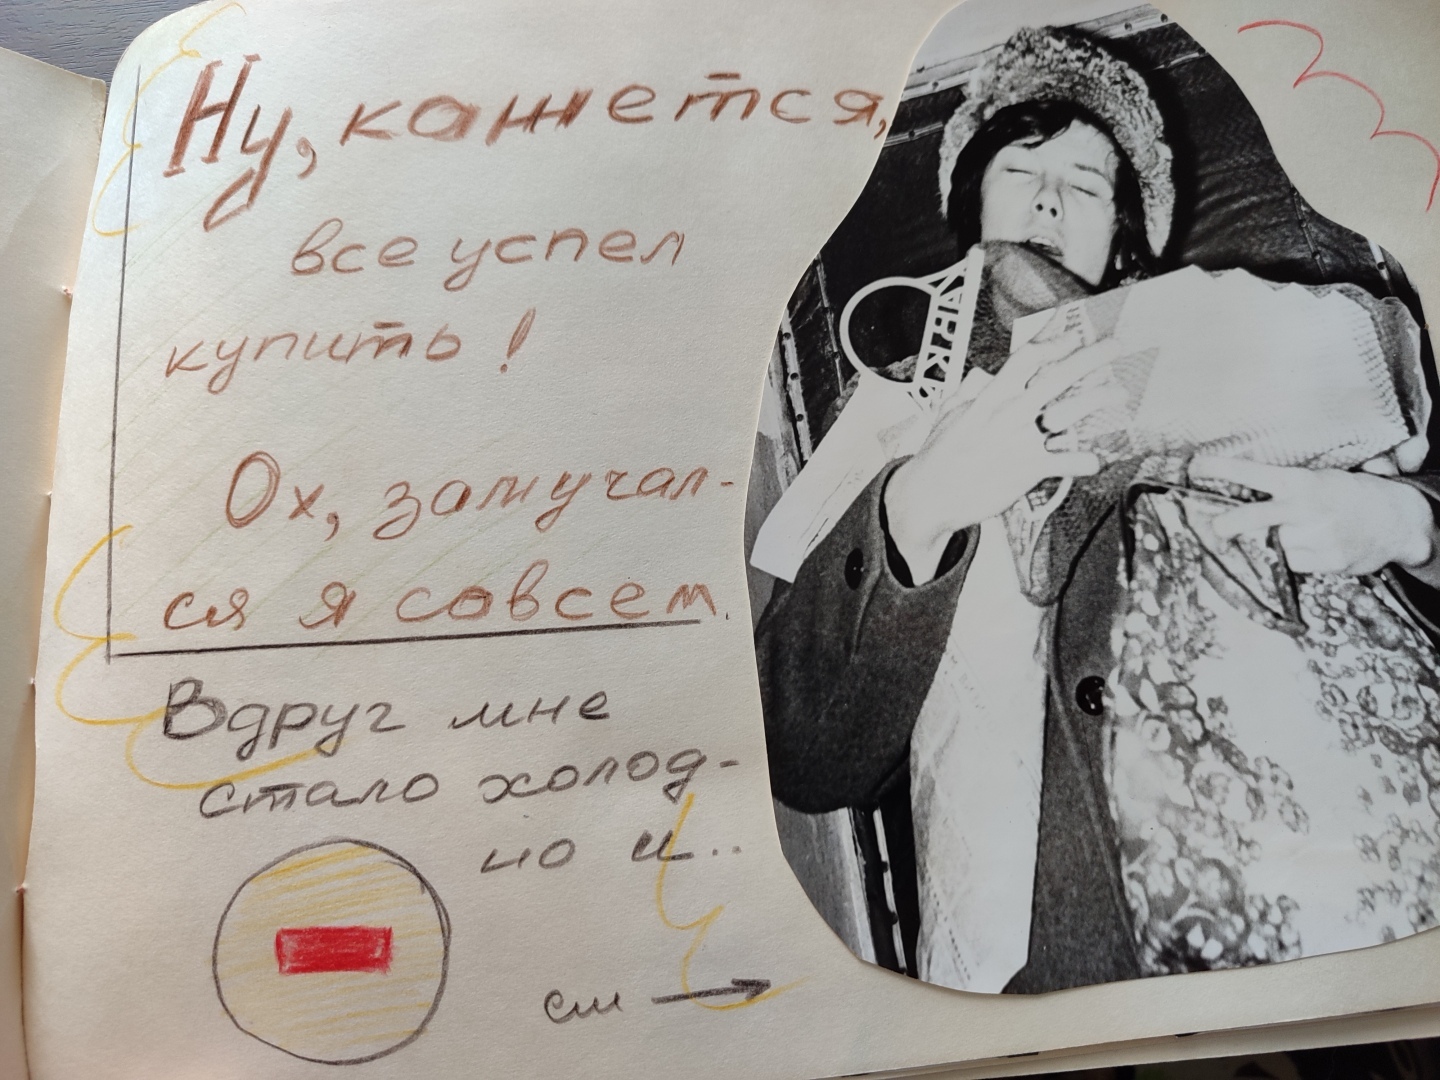 Ну, кажется,
все успел
купить!
Ох, замучал-
ся я совсем.
Вдруг мне
стало холод-
но и..
см